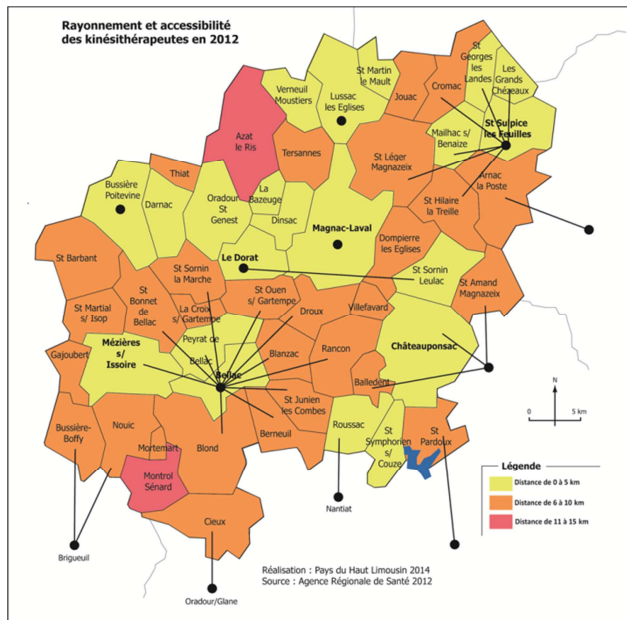 Rayonnement et accessibilité
des kinésithérapeutes en 2012
St
Georges
les
Landes
Les
Grands
Chézeaux
St Martin
le Mault
Verneuil
Moustiers
Lussac
les Eglises
Jouac
Cromac
St Sulpice
les Feuilles
Mailhac s/
Benaize
Azat
le Ris
Tersannes
St Léger
Magnazeix
Arnac
la Poste
Thiat
Bussière
Poitevine
Darnac
Oradour
St
Genest
La
Bazeuge
Dinsac
St Hilaire
la Treille
Magnac-Laval
Dompierre
les Eglises
St Barbant
St Sornin
la Marche
Le Dorat
St Sornin
Leulac
St Amand
Magnazeix
St Martial
s/ Isop
St
Bonnet
de
Bellac
La Croix
s/ Gartempe
St Ouen
s/ Gartempe
Droux
Villefavard
Peyrat de
Bellac
Châteauponsac
Mézières
s/
Issoire
Gajoubert
Blanzac
Rancon
Bellac
Balledent
St Junien
les Combes
Bussière-
Boffy
Nouic
Mortemart
Blond
Berneuil
Roussac
St
Symphorien
s/
Couze
St
Pardoux
Montrol
Sénard
Cieux
Nantiat
Brigueuil
Oradour/Glane
N
0
5 km
Légende
Distance de 0 à 5 km
Distance de 6 à 10 km
Distance de 11 à 15 km
Réalisation : Pays du Haut Limousin 2014
Source : Agence Régionale de Santé 2012